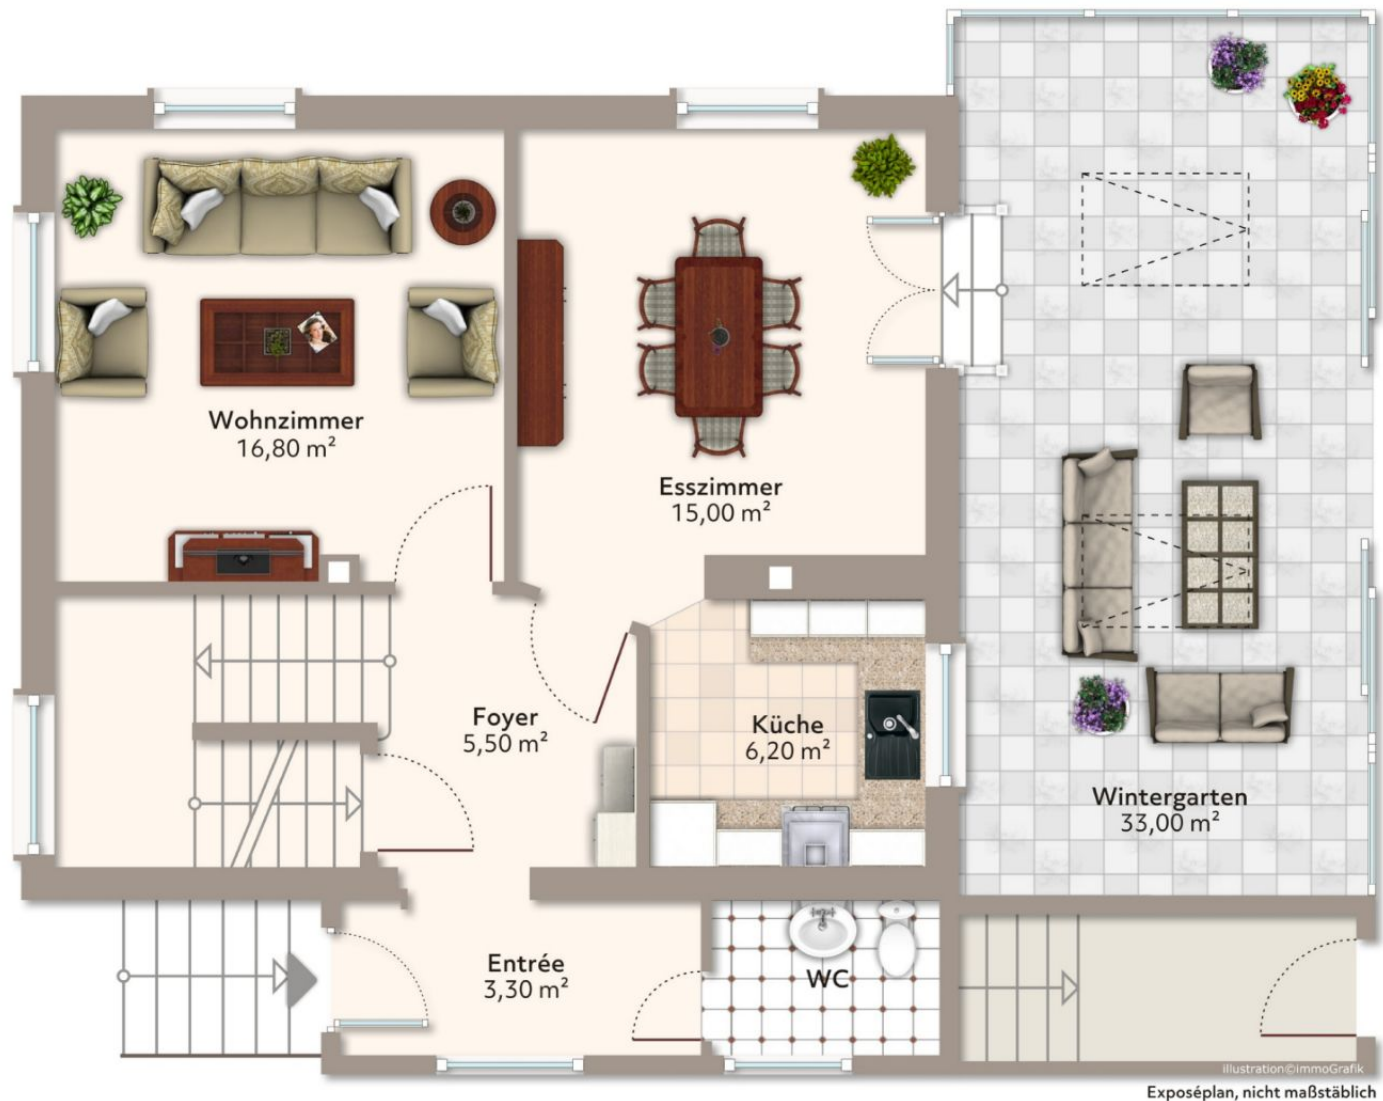 Wohnzimmer
16,80 m²
Esszimmer
15,00 m²
Foyer
5,50 m²
Küche
6,20 m²
Wintergarten
33,00 m²
Entrée
3,30 m²
WC
illustration©immoGrafik
Exposéplan, nicht maßstäblich